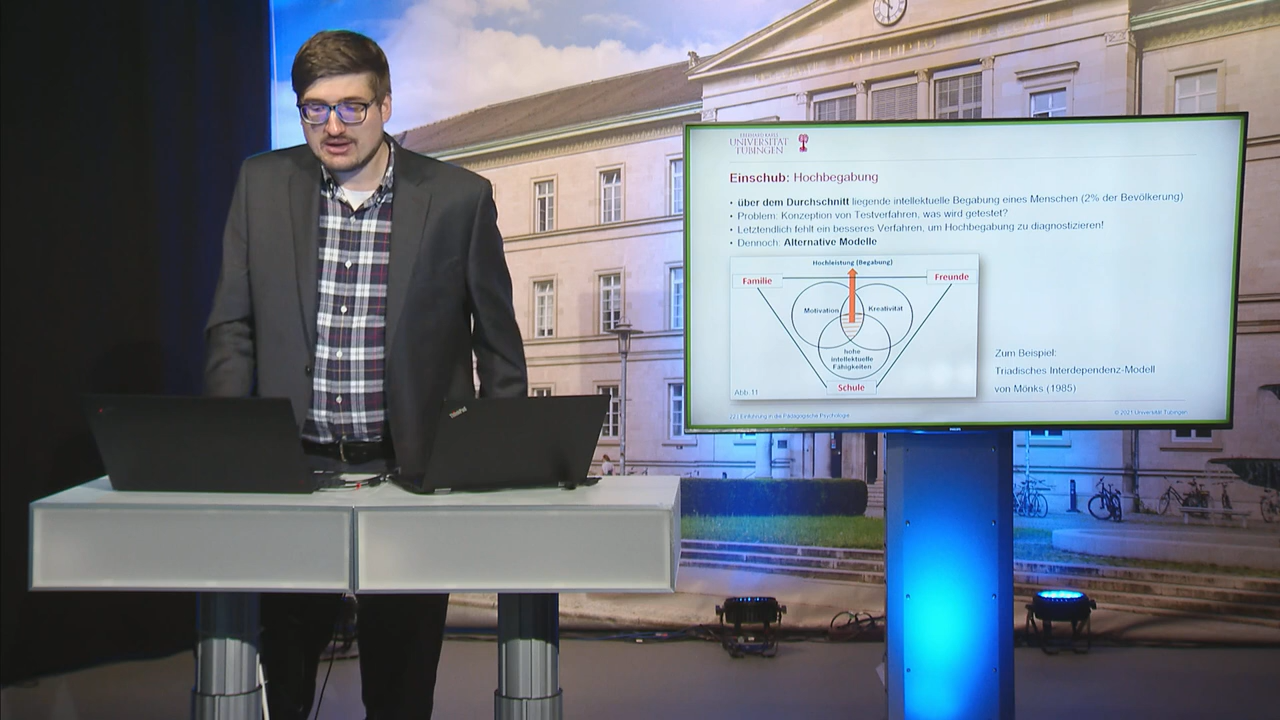 EBERHARD KARLS
UNIVERSITÄT
TÜBINGEN
Einschub: Hochbegabung
• über dem Durchschnitt liegende intellektuelle Begabung eines Menschen (2% der Bevölkerung)
• Problem: Konzeption von Testverfahren, was wird getestet?
• Letztendlich fehlt ein besseres Verfahren, um Hochbegabung zu diagnostizieren!
• Dennoch: Alternative Modelle
Hochleistung (Begabung)
Familie
Freunde
Motivation
Kreativität
hohe
intellektuelle
Fähigkeiten
Schule
Abb. 11
Zum Beispiel:
Triadisches Interdependenz-Modell
von Mönks (1985)
22 | Einführung in die Pädagogische Psychologie
© 2021 Universität Tübingen
ThinkPad
PHILIPS